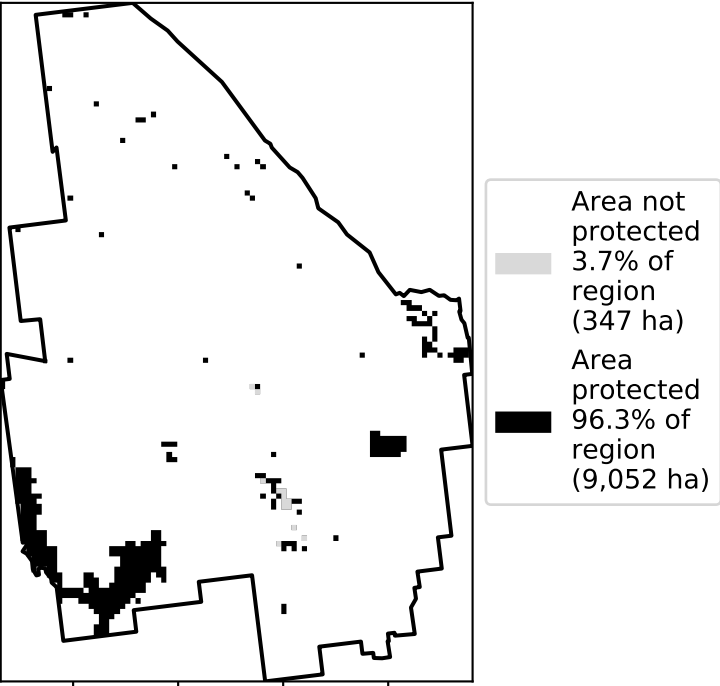 Area not
protected
3.7% of
region
(347 ha)
Area
protected
96.3% of
region
(9,052 ha)